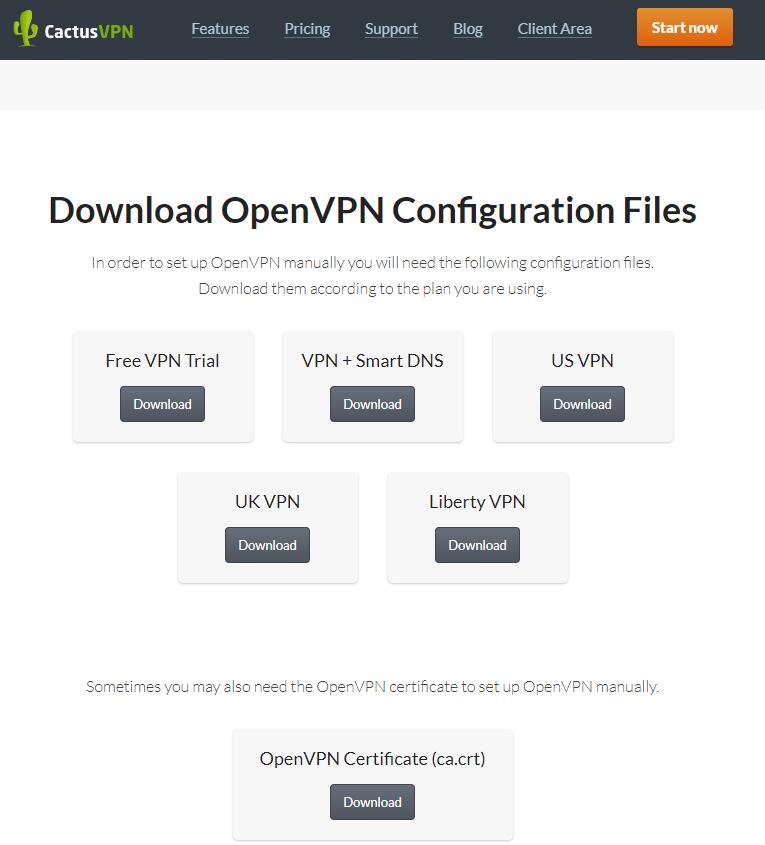 CactusVPN
Features
Pricing
Support
Blog
Client Area
Start now
Download OpenVPN Configuration Files
In order to set up OpenVPN manually you will need the following configuration files.
Download them according to the plan you are using.
Free VPN Trial
Download
VPN + Smart DNS
Download
US VPN
Download
UK VPN
Download
Liberty VPN
Download
Sometimes you may also need the OpenVPN certificate to set up OpenVPN manually.
OpenVPN Certificate (ca.crt)
Download